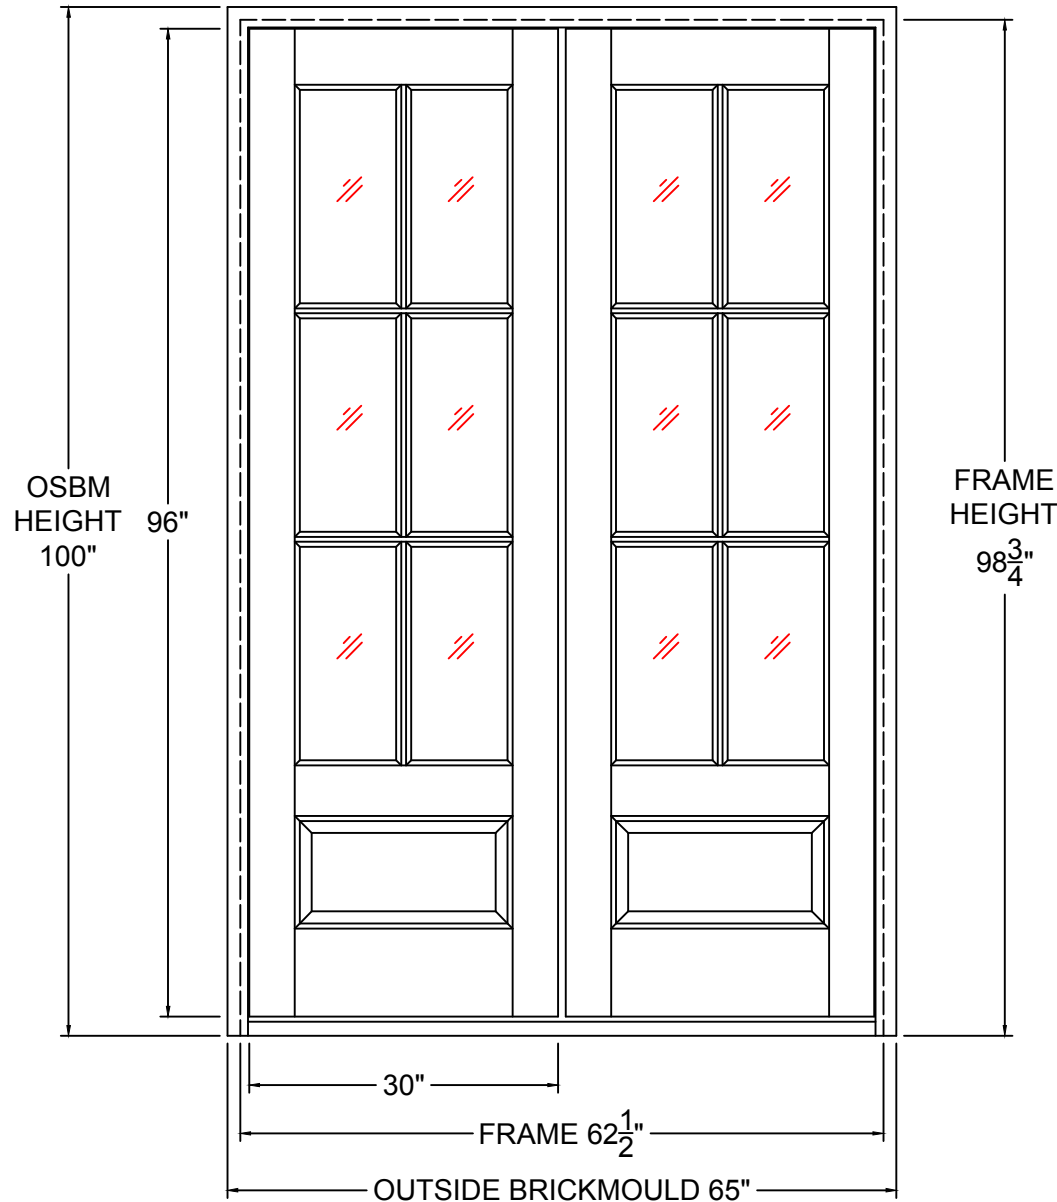 OSBM
HEIGHT
100"
96"
FRAME
HEIGHT
98 3/4"
30"
FRAME 62 1/2"
OUTSIDE BRICKMOULD 65"